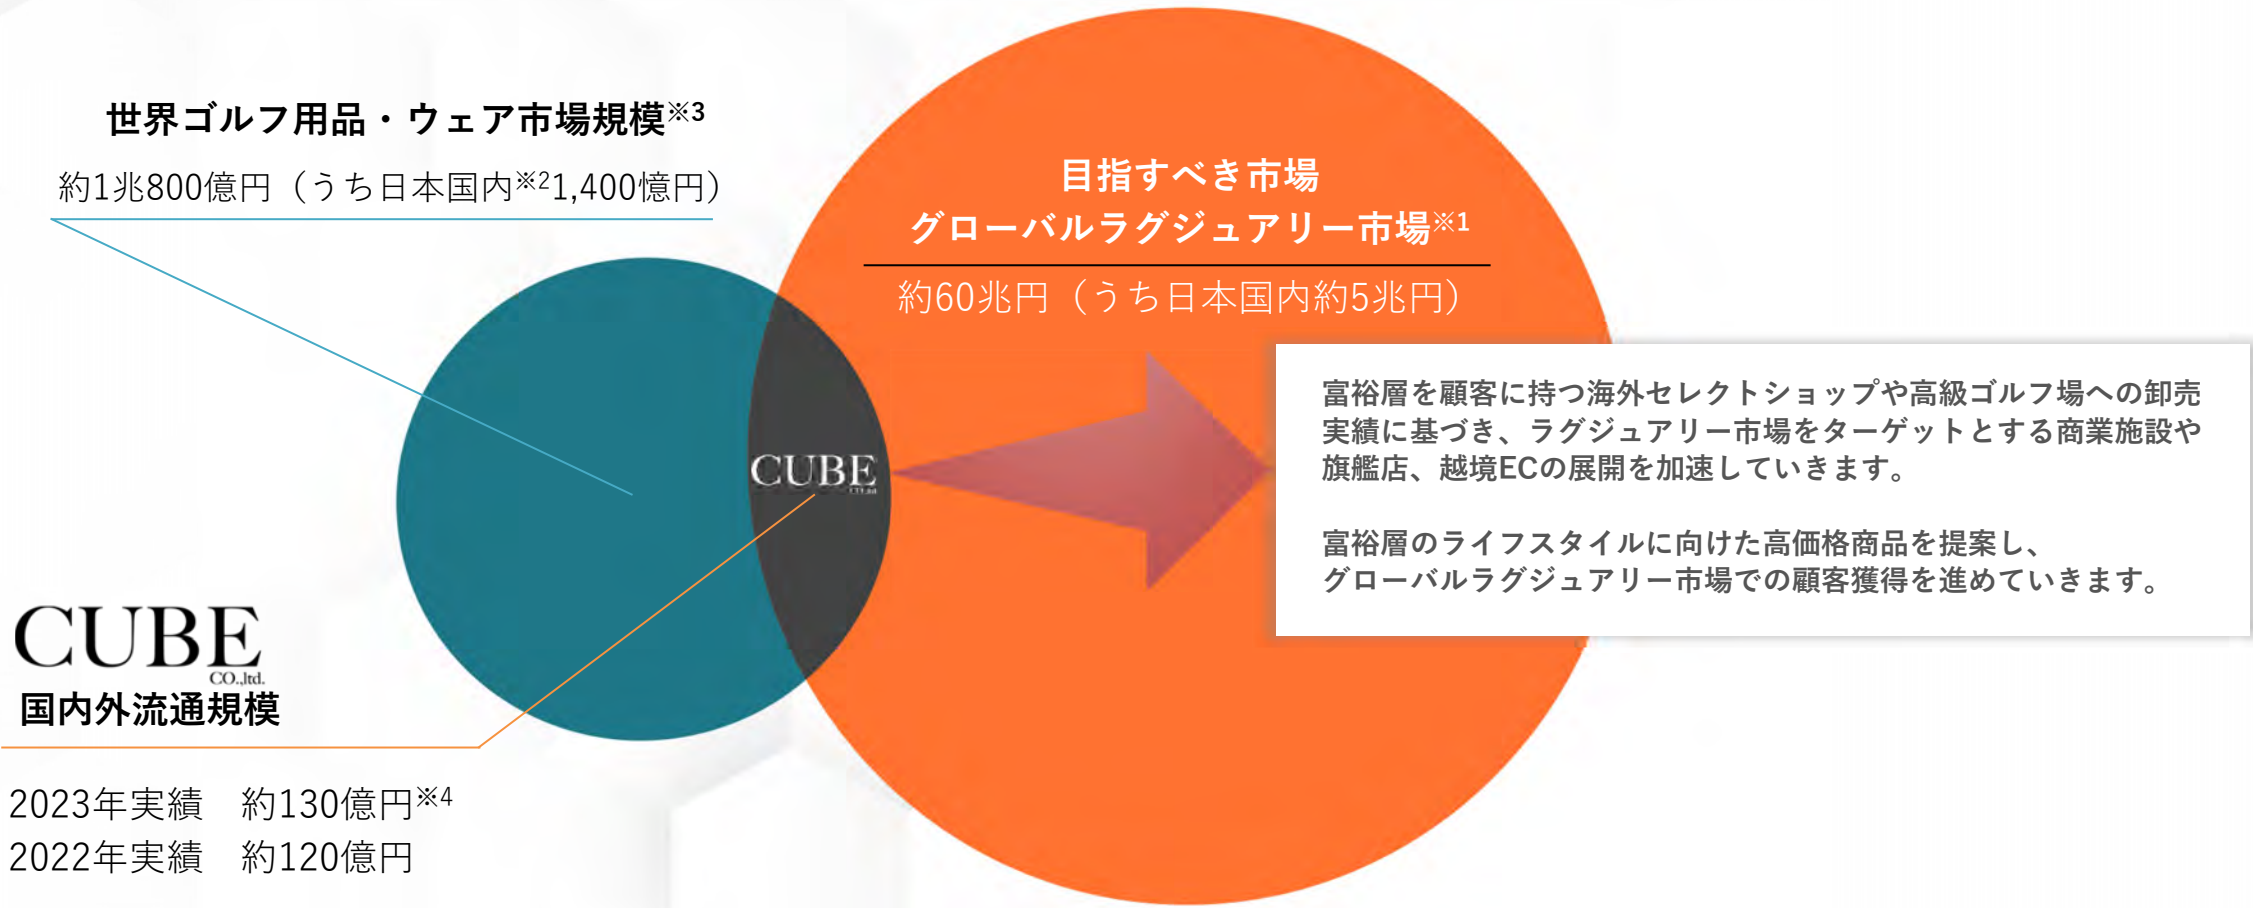 世界ゴルフ用品・ウェア市場規模※3
約1兆800億円（うち日本国内※21,400憶円）
目指すべき市場
グローバルラグジュアリー市場※1
約60兆円（うち日本国内約5兆円）
富裕層を顧客に持つ海外セレクトショップや高級ゴルフ場への卸売
実績に基づき、ラグジュアリー市場をターゲットとする商業施設や
旗艦店、越境ECの展開を加速していきます。
富裕層のライフスタイルに向けた高価格商品を提案し、
グローバルラグジュアリー市場での顧客獲得を進めていきます。
CUBE
CO.,ltd.
CUBE
CO.,ltd.
国内外流通規模
2023年実績　約130億円※4
2022年実績　約120億円